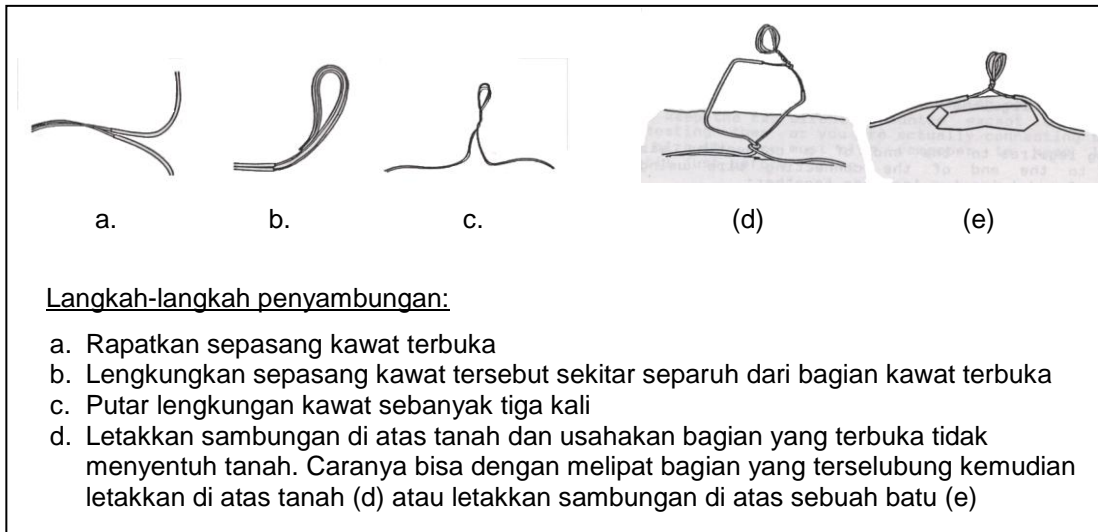 a. b. c. (d) (e)
Langkah-langkah penyambungan:
a. Rapatkan sepasang kawat terbuka
b. Lengkungkan sepasang kawat tersebut sekitar separuh dari bagian kawat terbuka
c. Putar lengkungan kawat sebanyak tiga kali
d. Letakkan sambungan di atas tanah dan usahakan bagian yang terbuka tidak
menyentuh tanah. Caranya bisa dengan melipat bagian yang terselubung kemudian
letakkan di atas tanah (d) atau letakkan sambungan di atas sebuah batu (e)